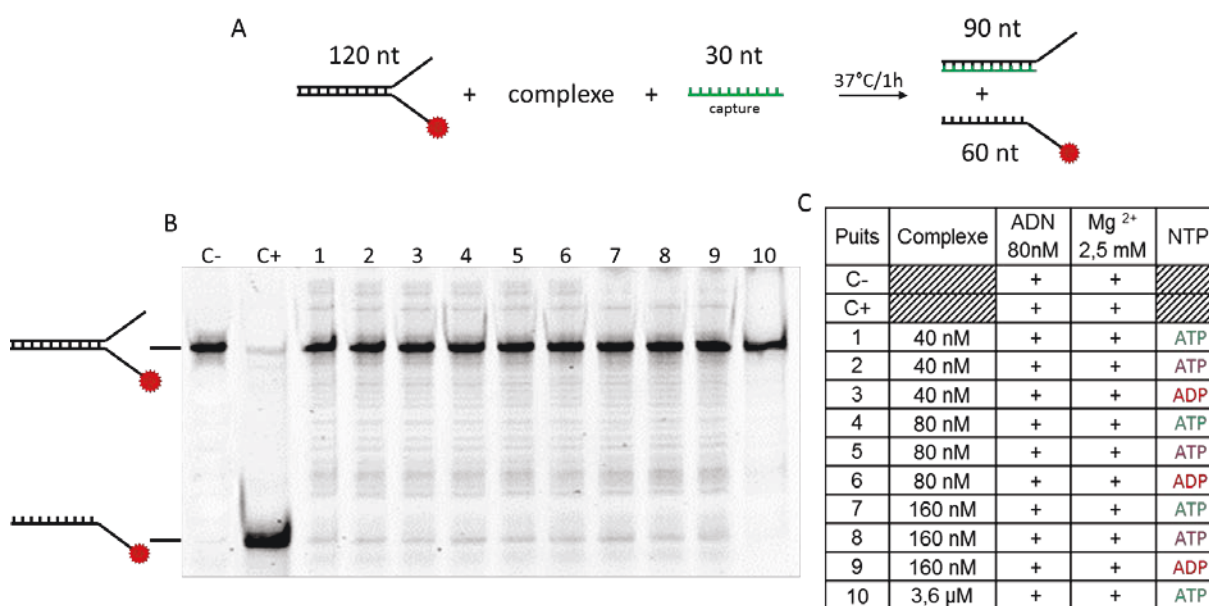 A
120 nt + complexe + 30 nt 37°C/1h 90 nt
capture
+
60 nt
B
C- C+ 1 2 3 4 5 6 7 8 9 10
C
Puits Complexe ADN 80nM Mg 2+ 2,5 mM NTP
C- + +
C+ + +
1 40 nM + + ATP
2 40 nM + + ATP
3 40 nM + + ADP
4 80 nM + + ATP
5 80 nM + + ATP
6 80 nM + + ADP
7 160 nM + + ATP
8 160 nM + + ATP
9 160 nM + + ADP
10 3,6 µM + + ATP